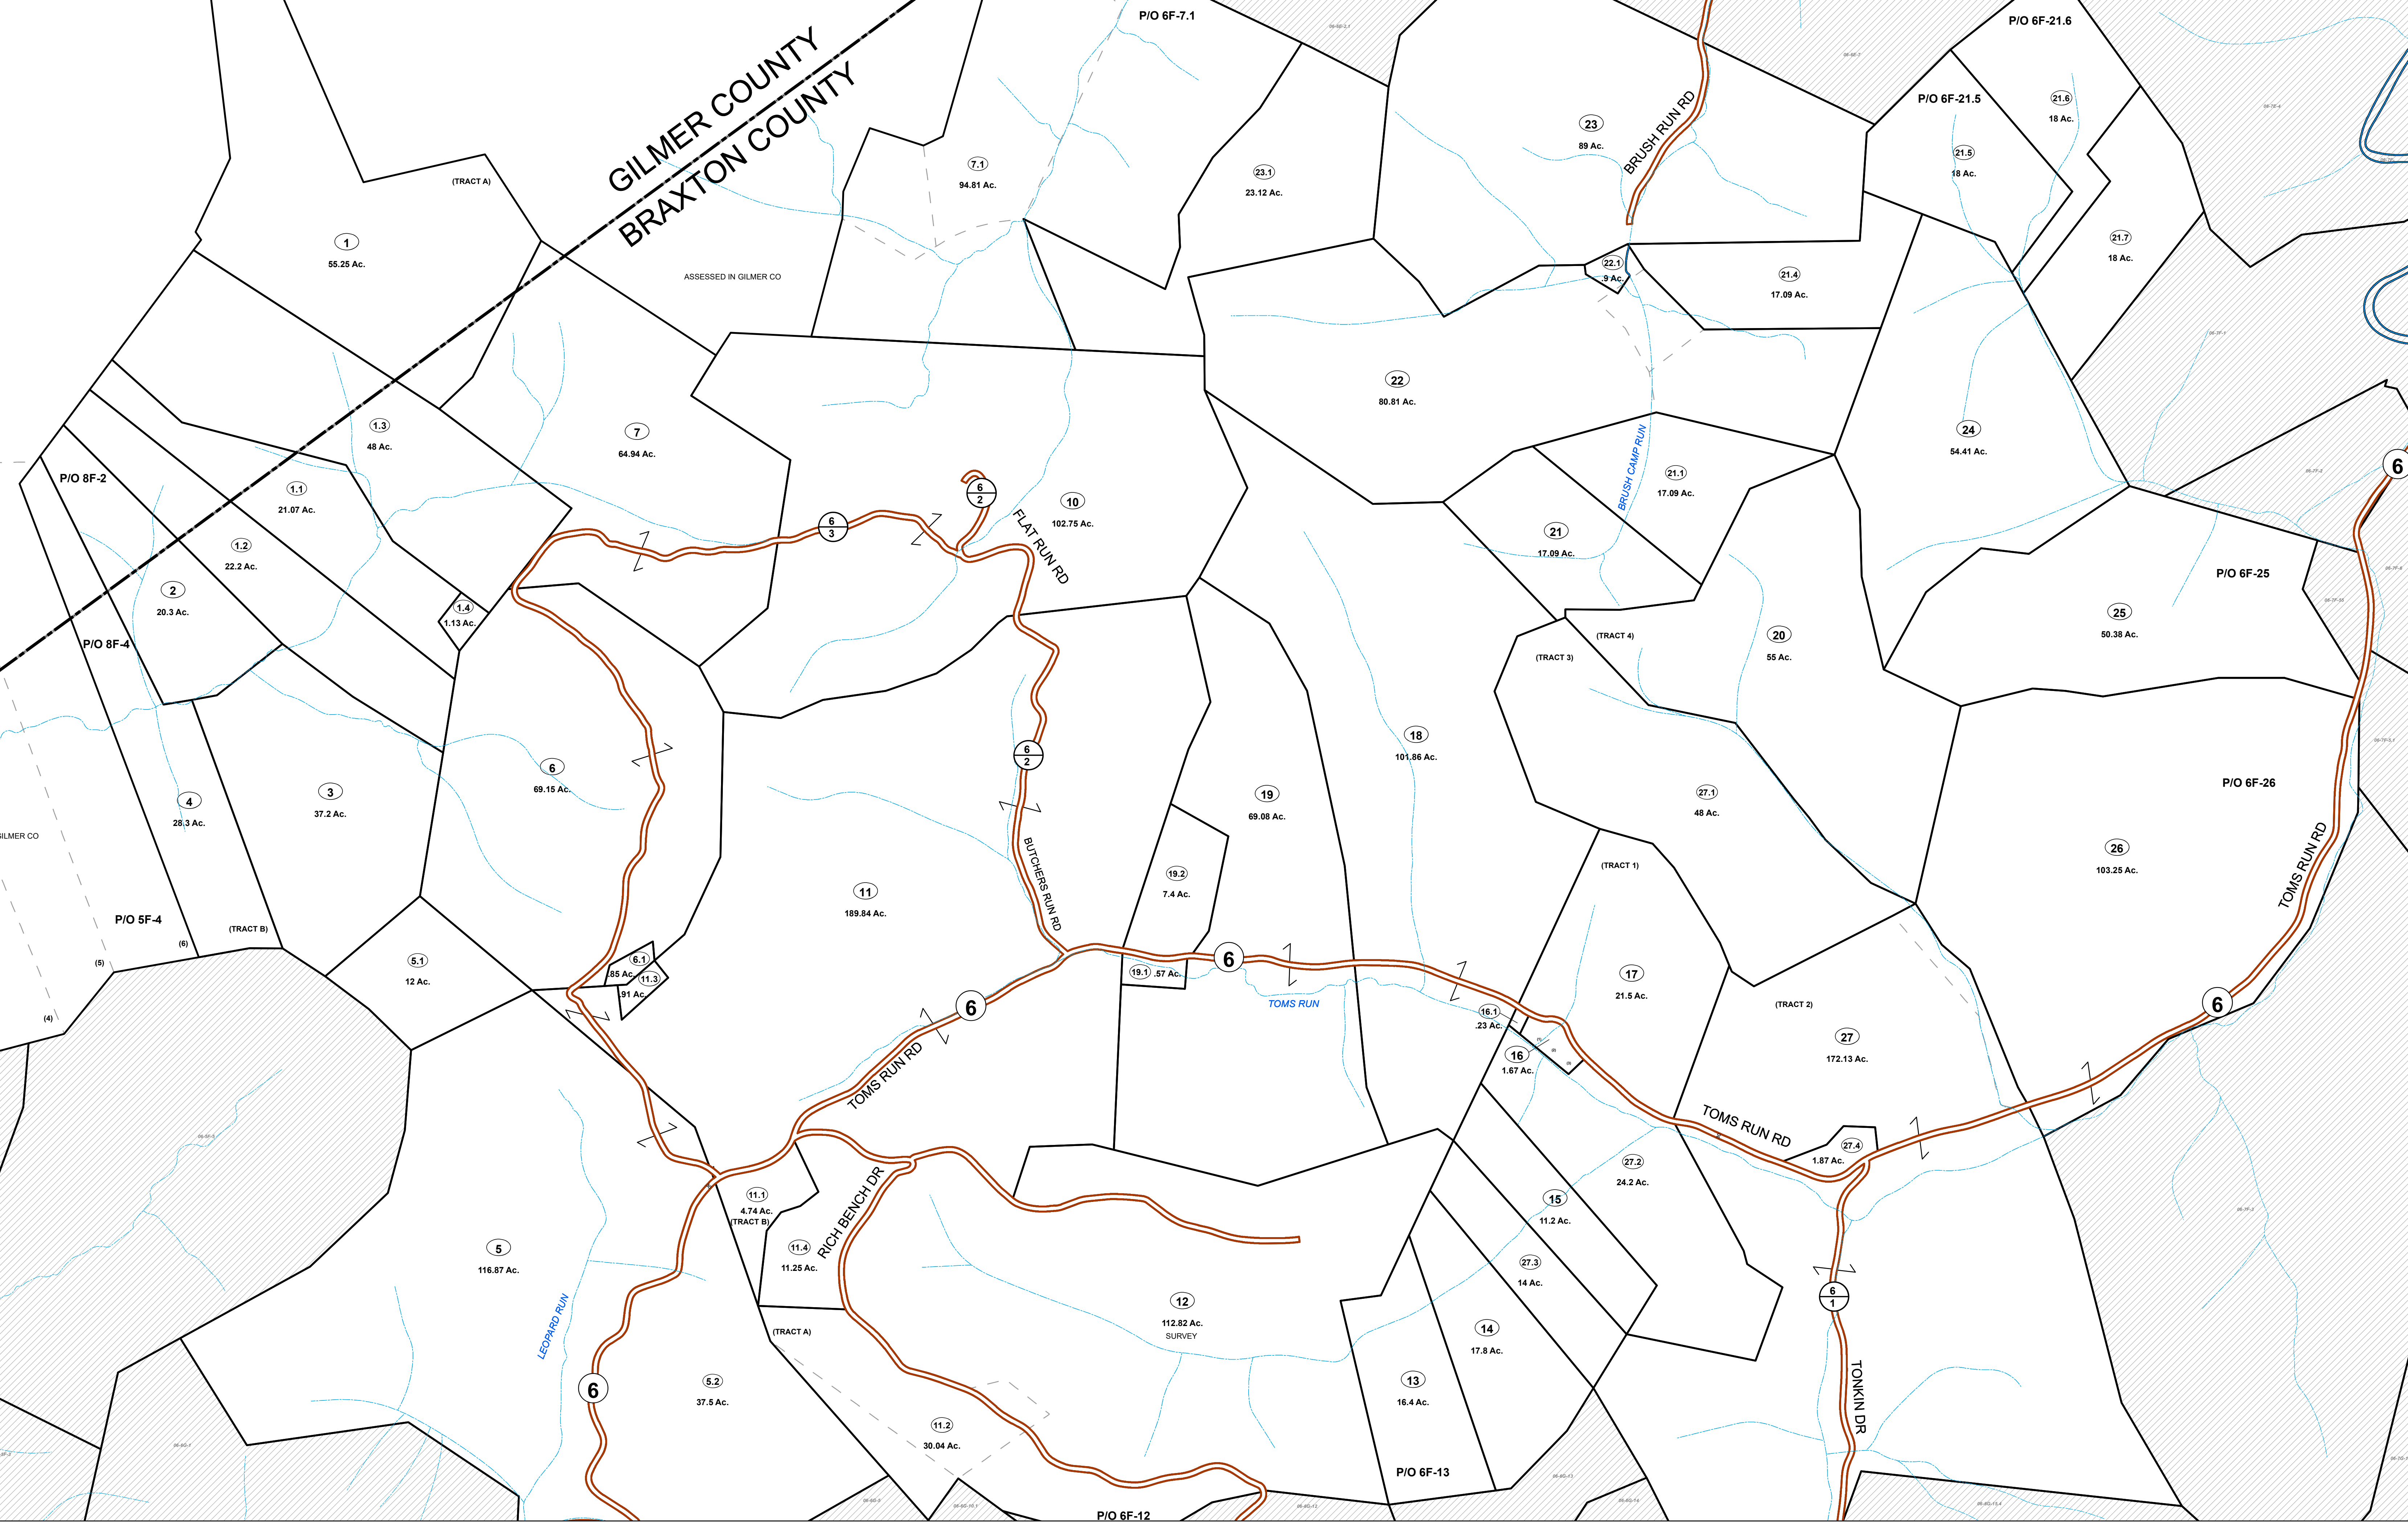 P/O 6F-7.1
P/O 6F-21.6
GILMER COUNTY
BRAXTON COUNTY
BRUSH RUN RD
P/O 6F-21.5
21.6
18 Ac.
23
89 Ac.
21.5
18 Ac.
7.1
94.81 Ac.
23.1
23.12 Ac.
(TRACT A)
1
55.25 Ac.
ASSESSED IN GILMER CO
22.1
.9 Ac.
21.4
17.09 Ac.
21.7
18 Ac.
22
80.81 Ac.
1.3
48 Ac.
7
64.94 Ac.
24
54.41 Ac.
P/O 8F-2
1.1
21.07 Ac.
6
2
10
102.75 Ac.
BRUSH CAMP RUN
21.1
17.09 Ac.
6
6
3
FLAT RUN RD
21
17.09 Ac.
1.2
22.2 Ac.
P/O 6F-25
2
20.3 Ac.
1.4
1.13 Ac.
25
50.38 Ac.
P/O 8F-4
(TRACT 4)
(TRACT 3)
20
55 Ac.
18
101.86 Ac.
6
2
6
69.15 Ac.
P/O 6F-26
4
28.3 Ac.
3
37.2 Ac.
19
69.08 Ac.
27.1
48 Ac.
GILMER CO
BUTCHERS RUN RD
26
103.25 Ac.
TOMS RUN RD
(TRACT 1)
19.2
7.4 Ac.
11
189.84 Ac.
P/O 5F-4
(TRACT B)
(6)
(5)
(4)
5.1
12 Ac.
6.1
.85 Ac.
11.3
.91 Ac.
6
19.1
.57 Ac.
TOMS RUN
17
21.5 Ac.
(TRACT 2)
6
6
16.1
.23 Ac.
16
1.67 Ac.
27
172.13 Ac.
TOMS RUN RD
TOMS RUN RD
27.4
1.87 Ac.
27.2
24.2 Ac.
11.1
4.74 Ac.
(TRACT B)
RICH BENCH DR
15
11.2 Ac.
5
116.87 Ac.
11.4
11.25 Ac.
27.3
14 Ac.
6
1
LEOPARD RUN
12
112.82 Ac.
SURVEY
(TRACT A)
14
17.8 Ac.
6
5.2
37.5 Ac.
13
16.4 Ac.
TONKIN DR
11.2
30.04 Ac.
P/O 6F-13
P/O 6F-12